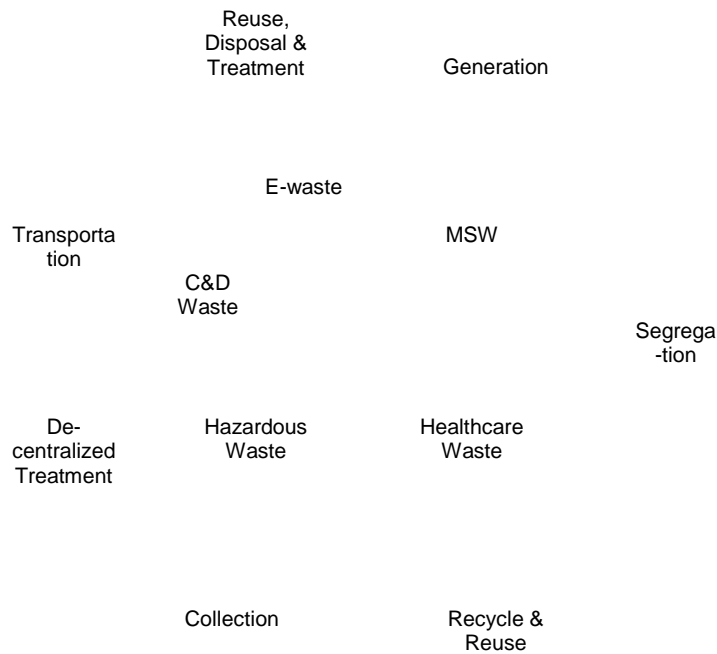 Reuse,
Disposal &
Treatment
Generation
E-waste
Transporta
tion
MSW
C&D
Waste
Segrega
-tion
De-
centralized
Treatment
Hazardous
Waste
Healthcare
Waste
Collection
Recycle &
Reuse